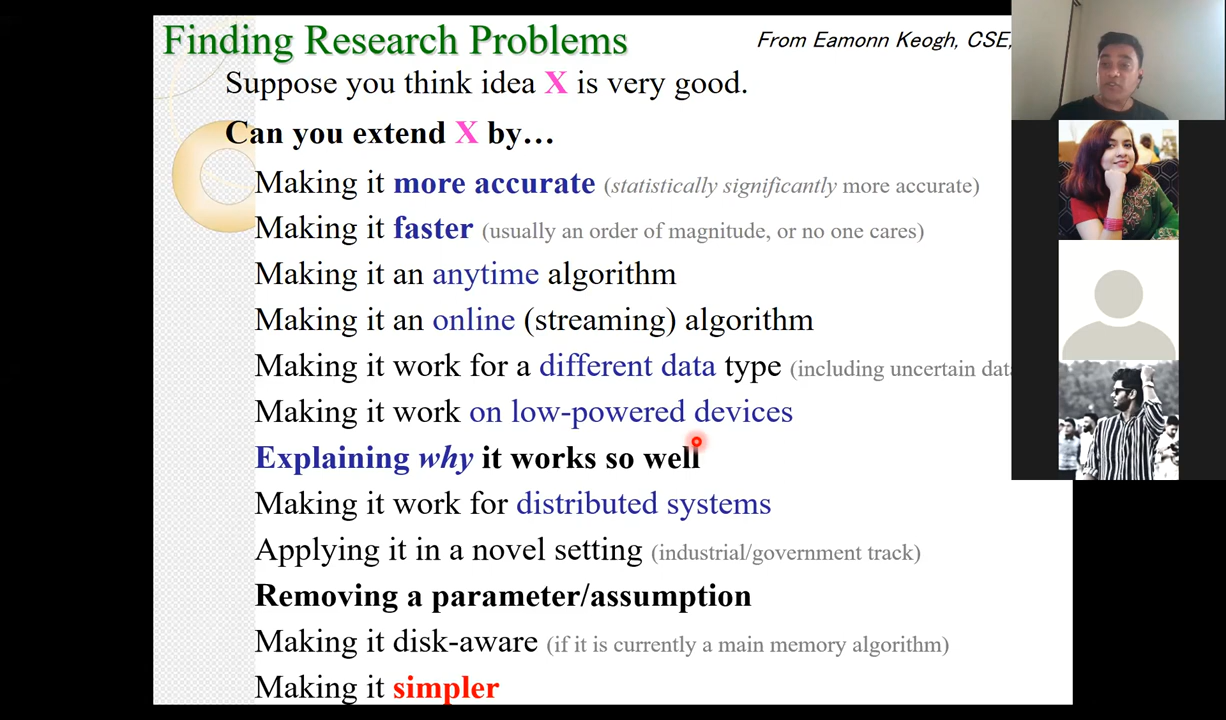 Finding Research Problems
From Eamonn Keogh, CSE,
Suppose you think idea X is very good.
Can you extend X by…
Making it more accurate (statistically significantly more accurate)
Making it faster (usually an order of magnitude, or no one cares)
Making it an anytime algorithm
Making it an online (streaming) algorithm
Making it work for a different data type (including uncertain data
Making it work on low-powered devices
Explaining why it works so well
Making it work for distributed systems
Applying it in a novel setting (industrial/government track)
Removing a parameter/assumption
Making it disk-aware (if it is currently a main memory algorithm)
Making it simpler